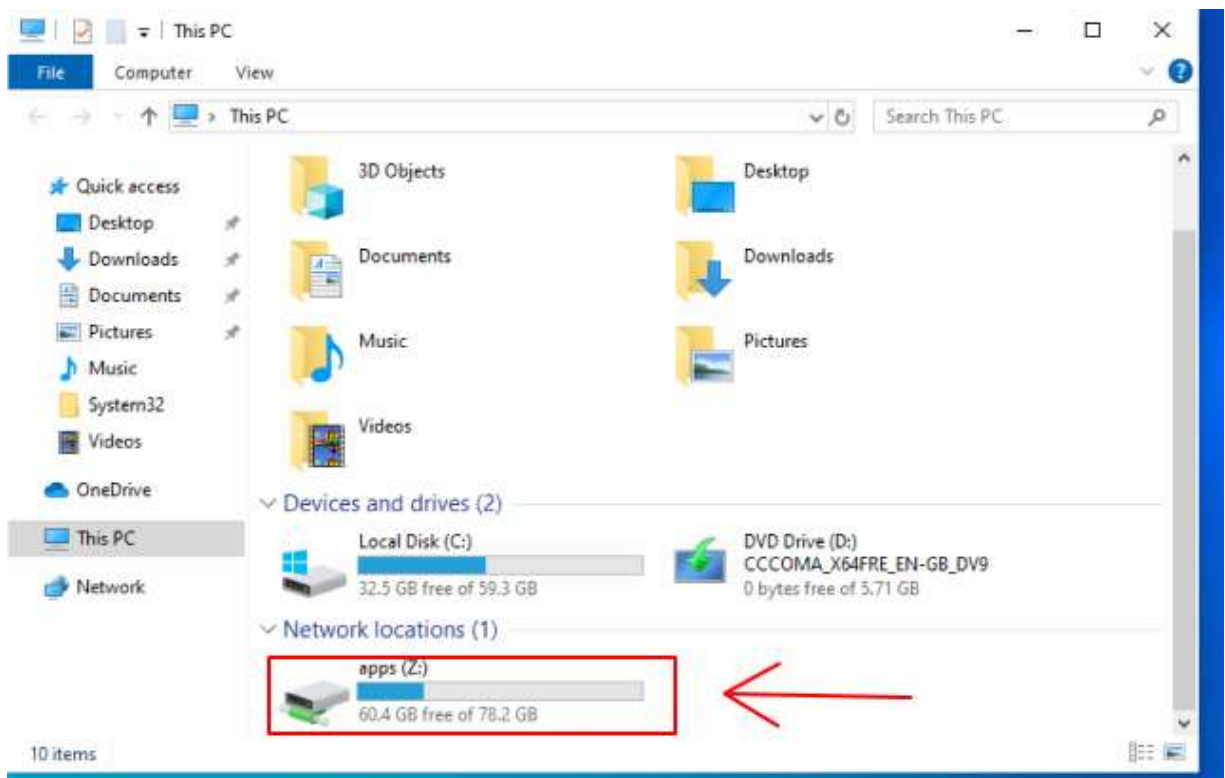 This PC
File Computer View
This PC
Search This PC
Quick access
Desktop
Downloads
Documents
Pictures
Music
System32
Videos
OneDrive
This PC
Network
3D Objects
Desktop
Documents
Downloads
Music
Pictures
Videos
Devices and drives (2)
Local Disk (C:)
32.5 GB free of 59.3 GB
DVD Drive (D:)
CCCOMA_X64FRE_EN-GB_DV9
0 bytes free of 5.71 GB
Network locations (1)
apps (Z:)
60.4 GB free of 78.2 GB
10 items